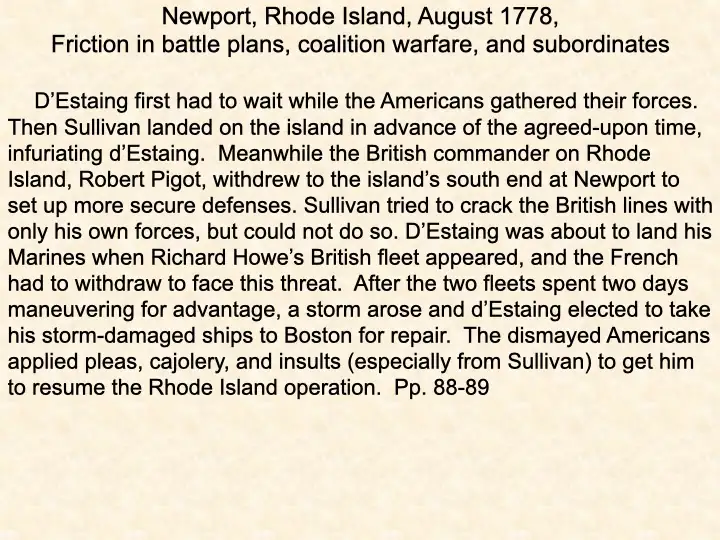 Newport, Rhode Island, August 1778,
Friction in battle plans, coalition warfare, and subordinates
D’Estaing first had to wait while the Americans gathered their forces.
Then Sullivan landed on the island in advance of the agreed-upon time,
infuriating d’Estaing.  Meanwhile the British commander on Rhode
Island, Robert Pigot, withdrew to the island’s south end at Newport to
set up more secure defenses. Sullivan tried to crack the British lines with
only his own forces, but could not do so. D’Estaing was about to land his
Marines when Richard Howe’s British fleet appeared, and the French
had to withdraw to face this threat.  After the two fleets spent two days
maneuvering for advantage, a storm arose and d’Estaing elected to take
his storm-damaged ships to Boston for repair.  The dismayed Americans
applied pleas, cajolery, and insults (especially from Sullivan) to get him
to resume the Rhode Island operation.  Pp. 88-89